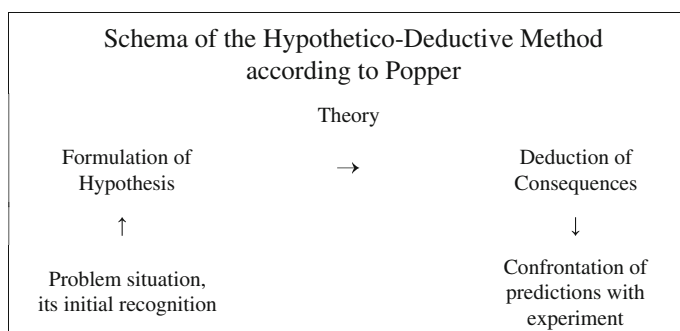 Schema of the Hypothetico-Deductive Method
according to Popper
Theory
Formulation of
Hypothesis
→
Deduction of
Consequences
↑
↓
Problem situation,
its initial recognition
Confrontation of
predictions with
experiment